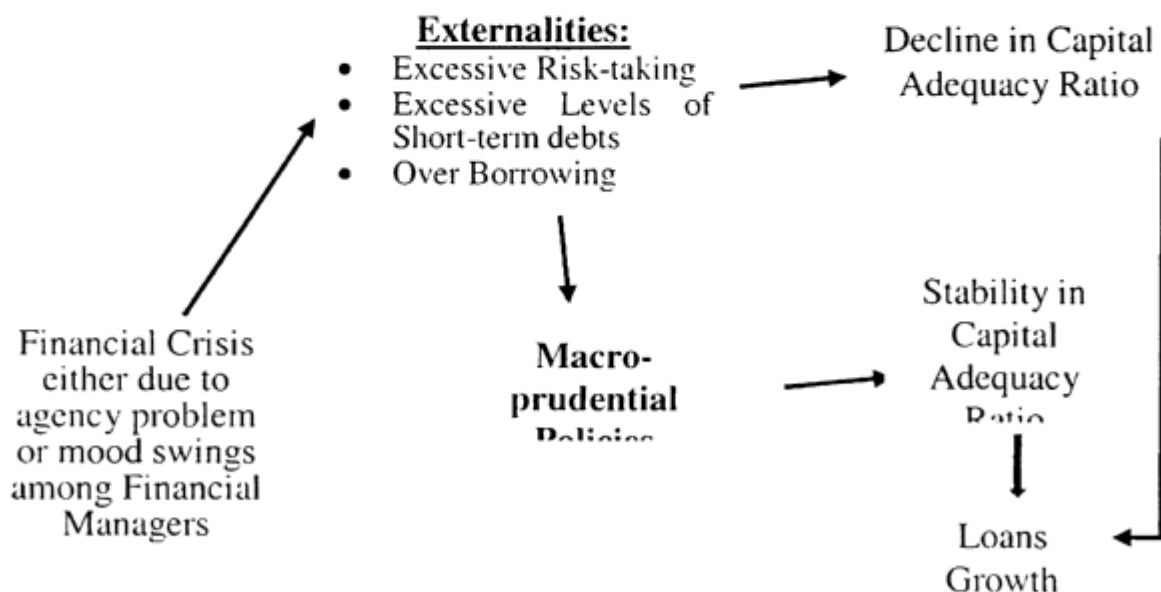 Externalities:
• Excessive Risk-taking
• Excessive Levels of
Short-term debts
• Over Borrowing
Decline in Capital
Adequacy Ratio
Financial Crisis
either due to
agency problem
or mood swings
among Financial
Managers
Macro-
prudential
Policies
Stability in
Capital
Adequacy
Ratio
Loans
Growth